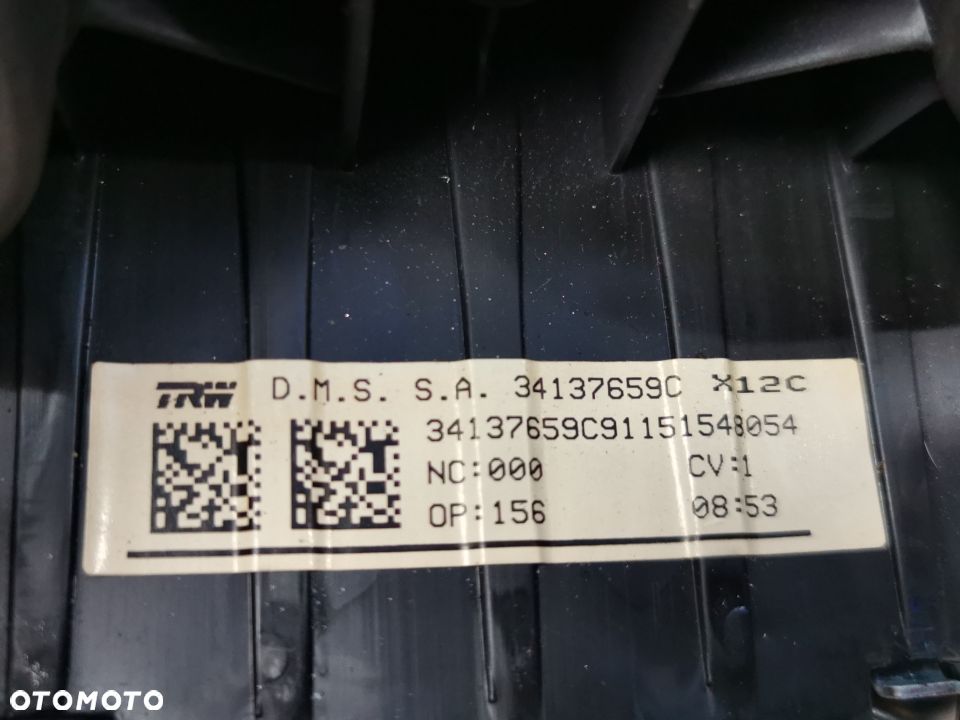 TRW D.M.S. S.A. 34137659C X12C
34137659C91151548054
NC:000 CV:1
OP:156 08:53
OTOMOTO